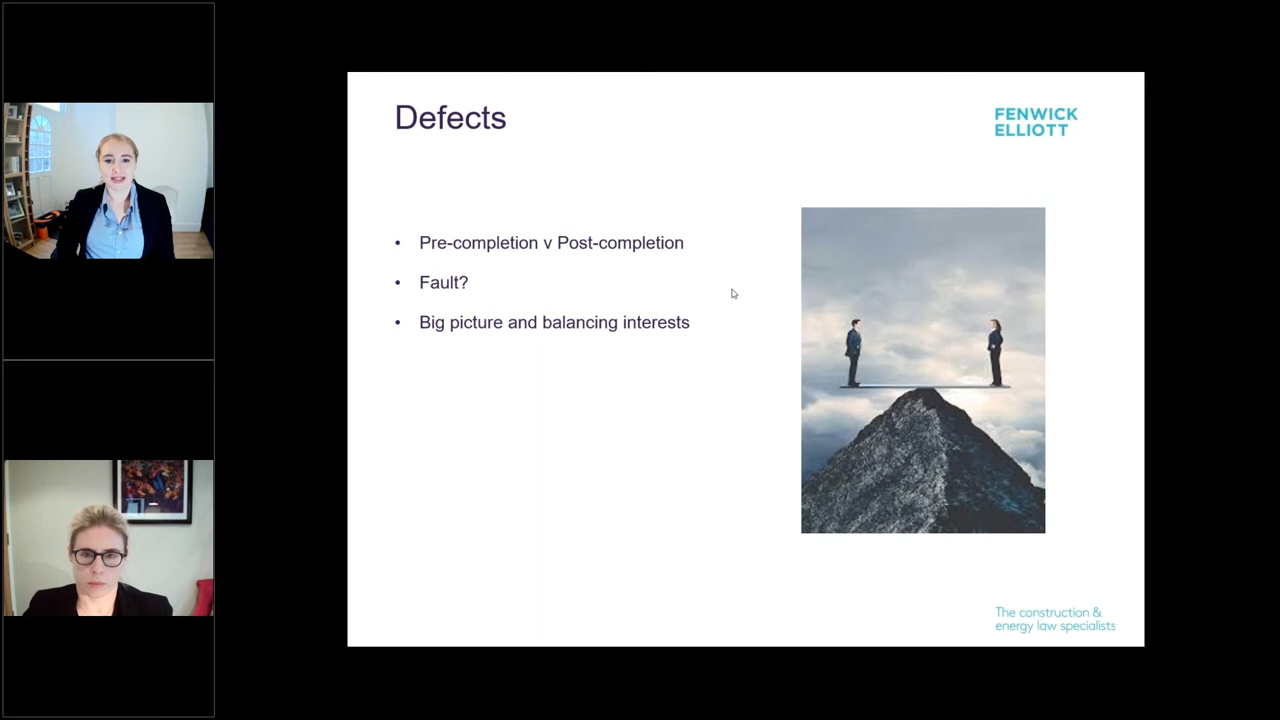 Defects
FENWICK
ELLIOTT
• Pre-completion v Post-completion
• Fault?
• Big picture and balancing interests
The construction &
energy law specialists